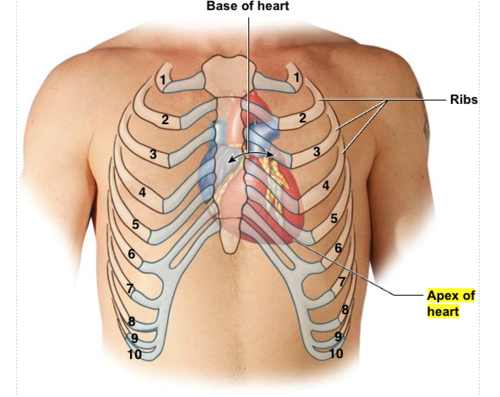 Base of heart
1 1
2 2
Ribs
3 3
4 4
5 5
6 6
7 7
Apex of
heart
8 8
9 9
10 10